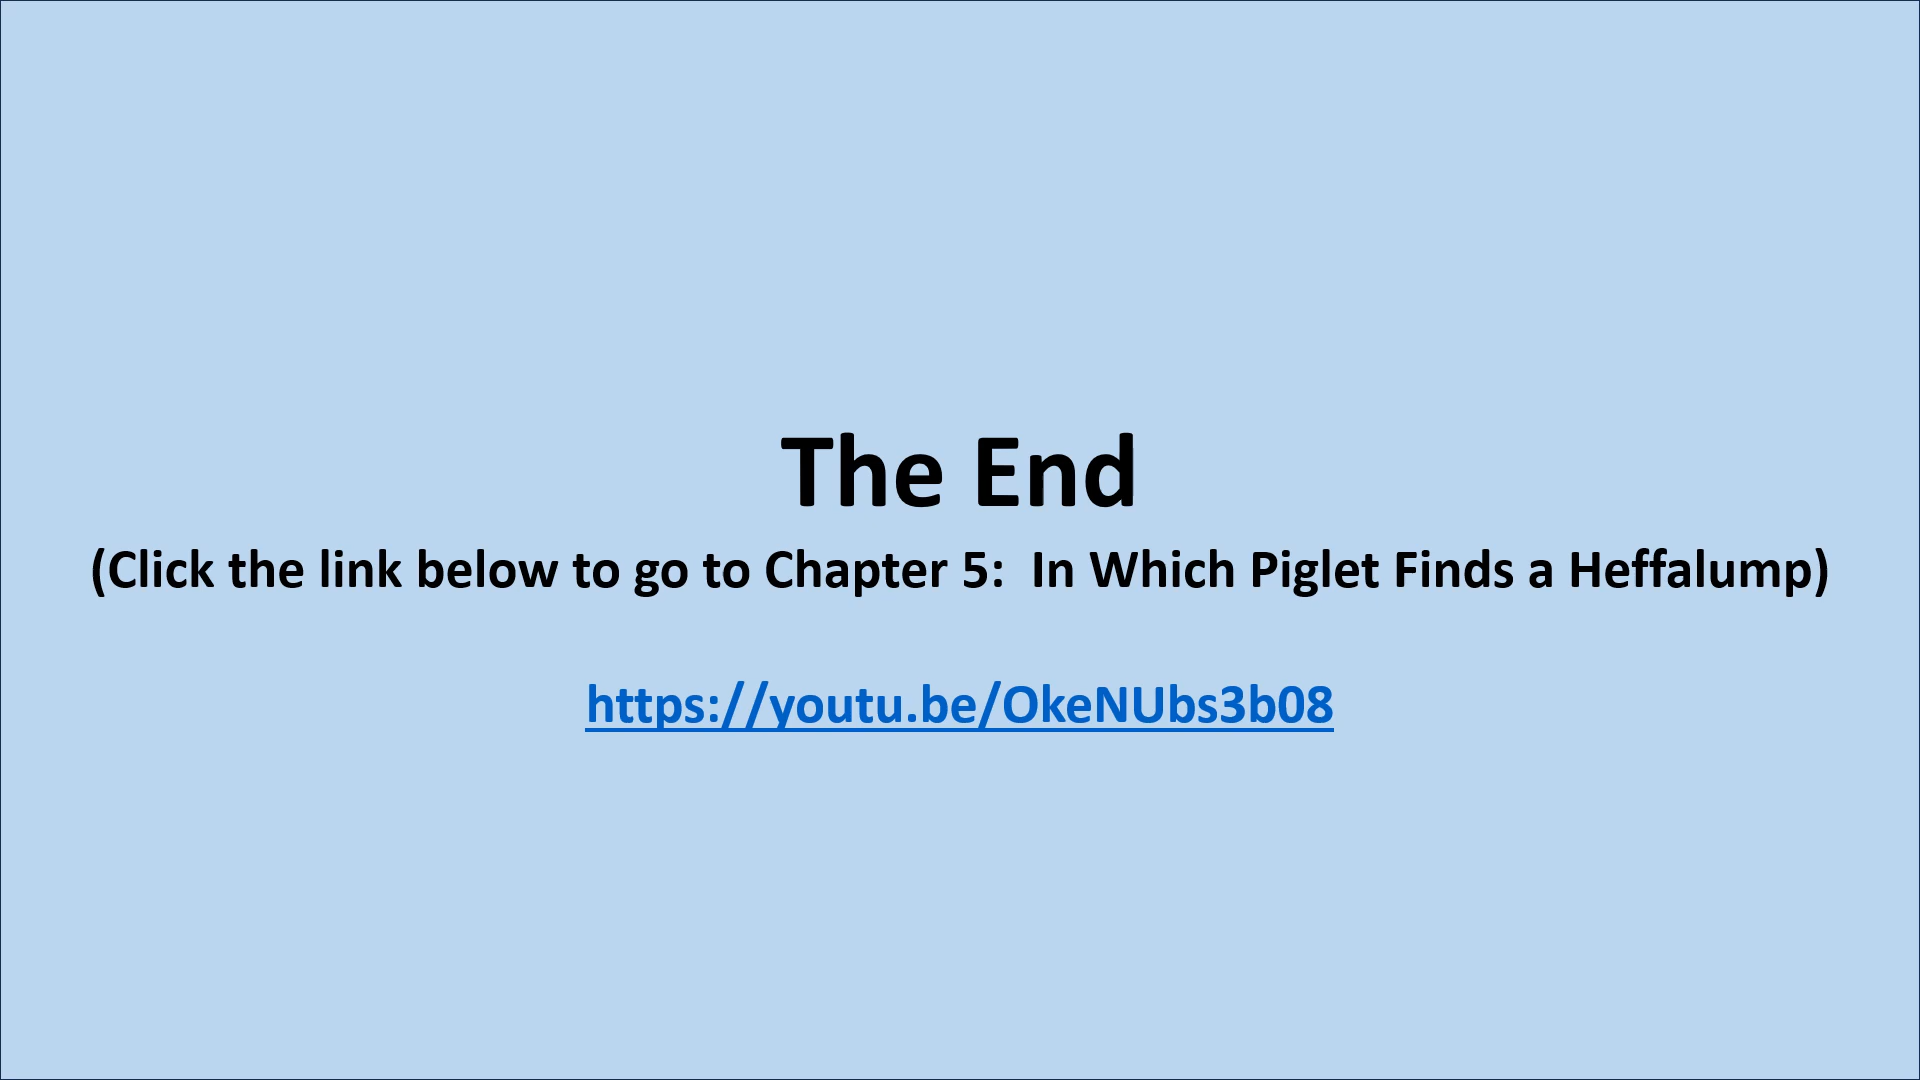 The End
(Click the link below to go to Chapter 5:  In Which Piglet Finds a Heffalump)
https://youtu.be/OkeNUbs3b08